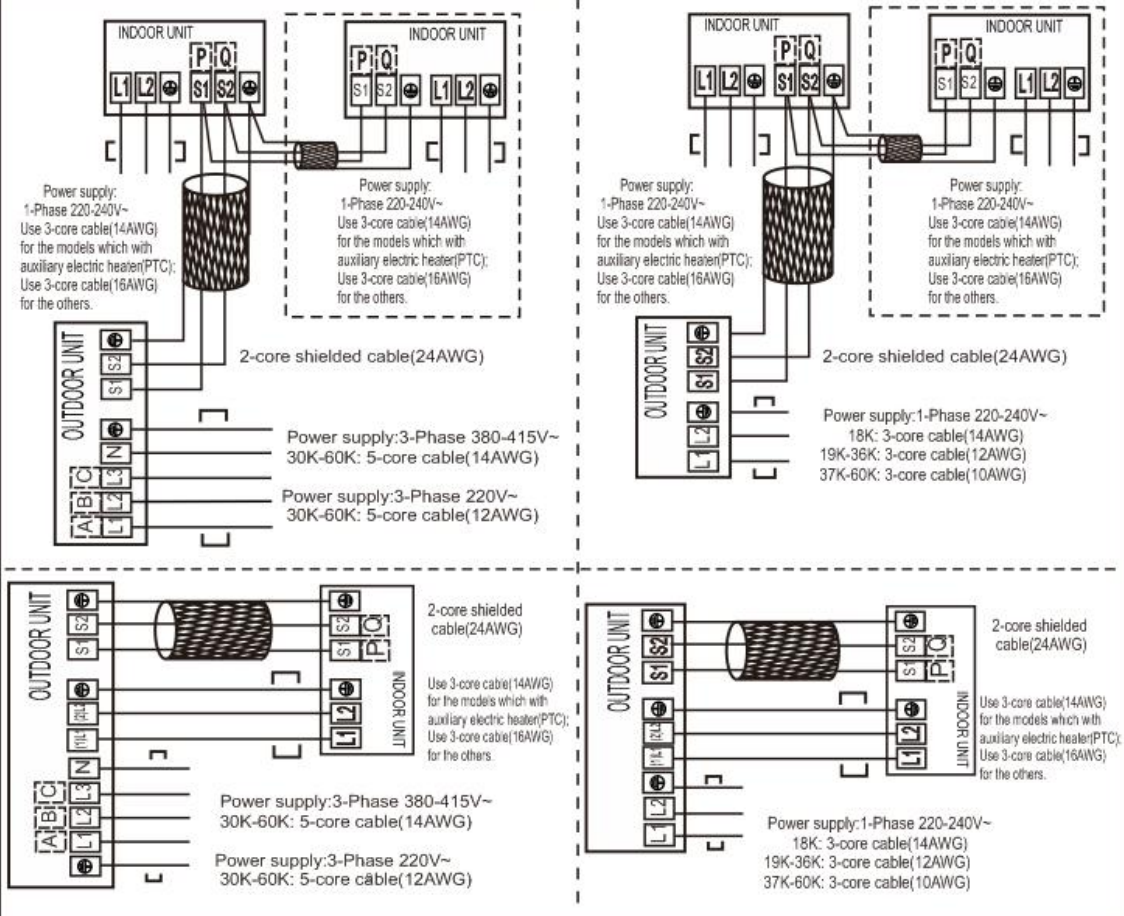 INDOOR UNIT
P Q
L1 L2 S1 S2
INDOOR UNIT
P Q
S1 S2 L1 L2
Power supply:
1-Phase 220-240V~
Use 3-core cable(14AWG)
for the models which with
auxiliary electric heater(PTC);
Use 3-core cable(16AWG)
for the others.
Power supply:
1-Phase 220-240V~
Use 3-core cable(14AWG)
for the models which with
auxiliary electric heater(PTC);
Use 3-core cable(16AWG)
for the others.
OUTDOOR UNIT
S2
S1
N
C L3
B L2
A L1
2-core shielded cable(24AWG)
Power supply:3-Phase 380-415V~
30K-60K: 5-core cable(14AWG)
Power supply:3-Phase 220V~
30K-60K: 5-core cable(12AWG)
INDOOR UNIT
P Q
L1 L2 S1 S2
INDOOR UNIT
P Q
S1 S2 L1 L2
Power supply:
1-Phase 220-240V~
Use 3-core cable(14AWG)
for the models which with
auxiliary electric heater(PTC);
Use 3-core cable(16AWG)
for the others.
Power supply:
1-Phase 220-240V~
Use 3-core cable(14AWG)
for the models which with
auxiliary electric heater(PTC);
Use 3-core cable(16AWG)
for the others.
OUTDOOR UNIT
S2
S1
L2
L1
2-core shielded cable(24AWG)
Power supply:1-Phase 220-240V~
18K: 3-core cable(14AWG)
19K-36K: 3-core cable(12AWG)
37K-60K: 3-core cable(10AWG)
OUTDOOR UNIT
S2
S1
(2)L2
(1)L1
N
C L3
B L2
A L1
S2 Q
S1 P
L2
L1
INDOOR UNIT
2-core shielded
cable(24AWG)
Use 3-core cable(14AWG)
for the models which with
auxiliary electric heater(PTC);
Use 3-core cable(16AWG)
for the others.
Power supply:3-Phase 380-415V~
30K-60K: 5-core cable(14AWG)
Power supply:3-Phase 220V~
30K-60K: 5-core cable(12AWG)
OUTDOOR UNIT
S2
S1
(2)L2
(1)L1
L2
L1
S2 Q
S1 P
L2
L1
INDOOR UNIT
2-core shielded
cable(24AWG)
Use 3-core cable(14AWG)
for the models which with
auxiliary electric heater(PTC);
Use 3-core cable(16AWG)
for the others.
Power supply:1-Phase 220-240V~
18K: 3-core cable(14AWG)
19K-36K: 3-core cable(12AWG)
37K-60K: 3-core cable(10AWG)